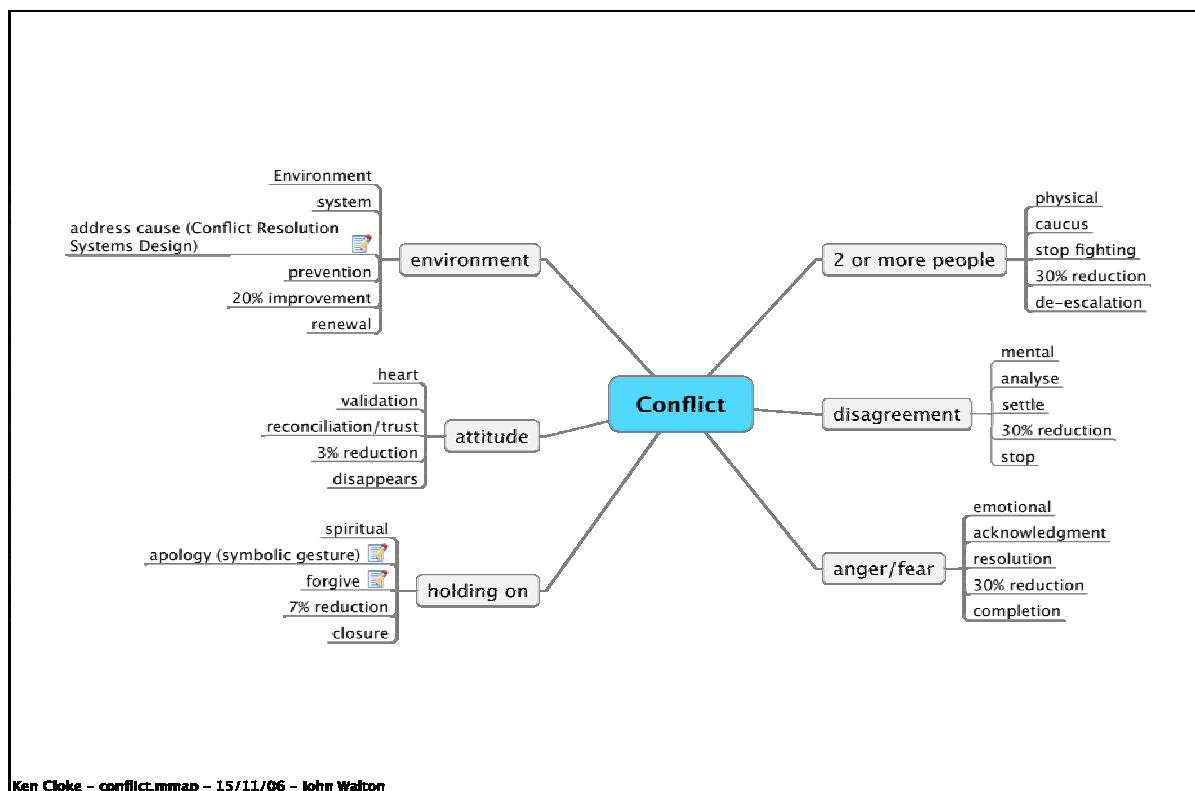 Conflict
2 or more people
physical
caucus
stop fighting
30% reduction
de-escalation
disagreement
mental
analyse
settle
30% reduction
stop
anger/fear
emotional
acknowledgment
resolution
30% reduction
completion
holding on
spiritual
apology (symbolic gesture)
forgive
7% reduction
closure
attitude
heart
validation
reconciliation/trust
3% reduction
disappears
environment
Environment
system
address cause (Conflict Resolution
Systems Design)
prevention
20% improvement
renewal
Ken Cloke - conflict.mmap - 15/11/06 - John Walton